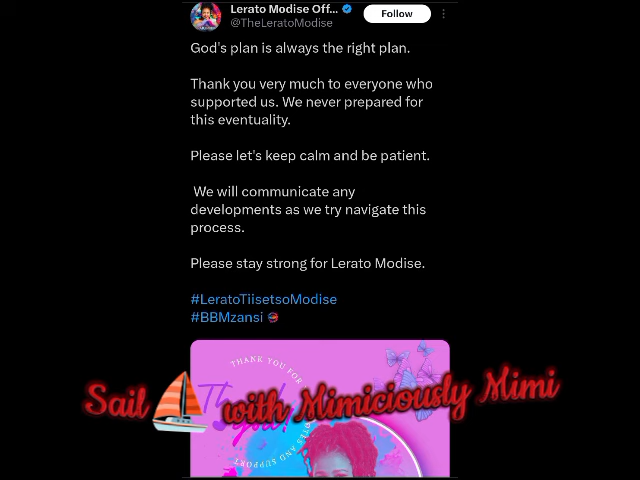 Lerato Modise Off...
Follow
@TheLeratoModise
God's plan is always the right plan.
Thank you very much to everyone who
supported us. We never prepared for
this eventuality.
Please let's keep calm and be patient.
We will communicate any
developments as we try navigate this
process.
Please stay strong for Lerato Modise.
#LeratoTiisetsoModise
#BBMzansi
THANK YOU FOR
Sail with Mimiciously Mimi
AND SUPPORT